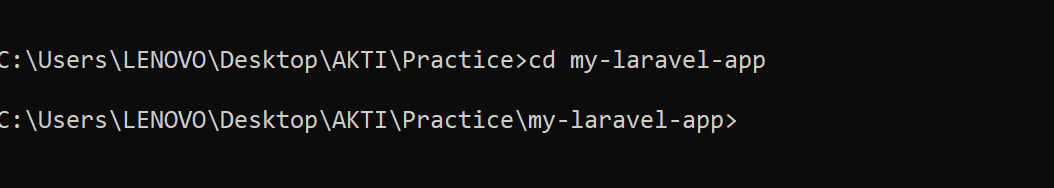 C:\Users\LENOVO\Desktop\AKTI\Practice>cd my-laravel-app
C:\Users\LENOVO\Desktop\AKTI\Practice\my-laravel-app>